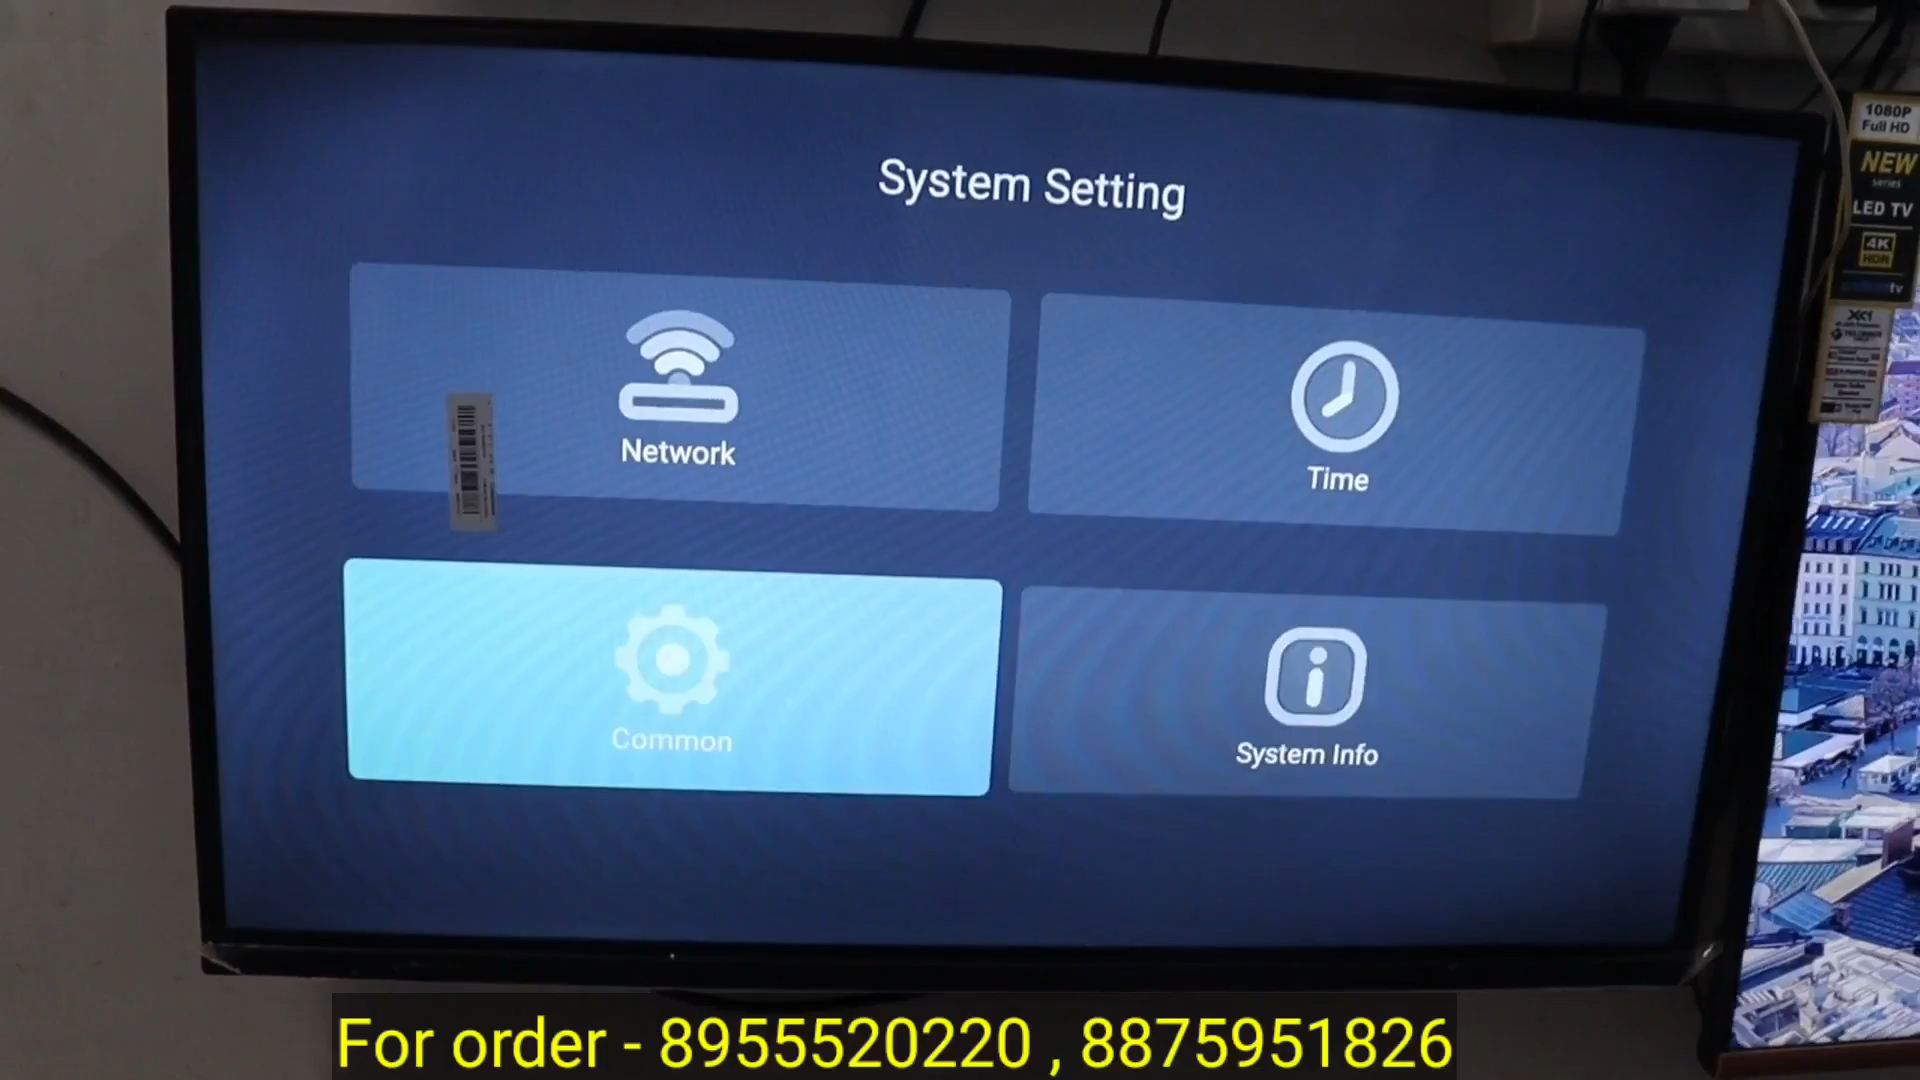 System Setting
Network
Time
Common
System Info
1080P
Full HD
NEW
series
LED TV
4K
HDR
For order - 8955520220 , 8875951826